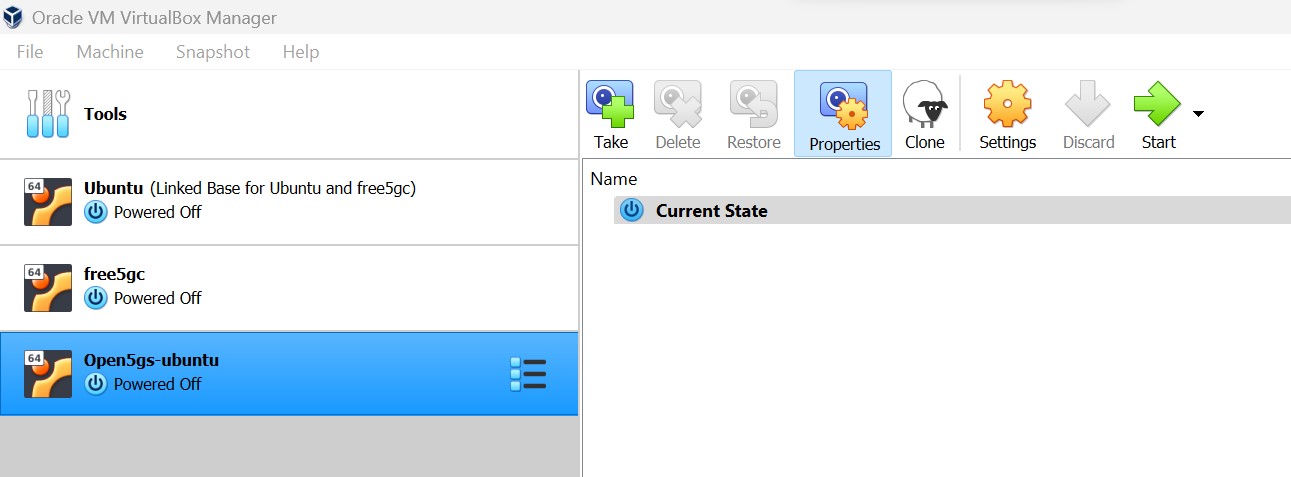 Oracle VM VirtualBox Manager
File Machine Snapshot Help
Tools
Take Delete Restore Properties Clone Settings Discard Start
Name
Current State
64 Ubuntu (Linked Base for Ubuntu and free5gc)
Powered Off
64 free5gc
Powered Off
64 Open5gs-ubuntu
Powered Off